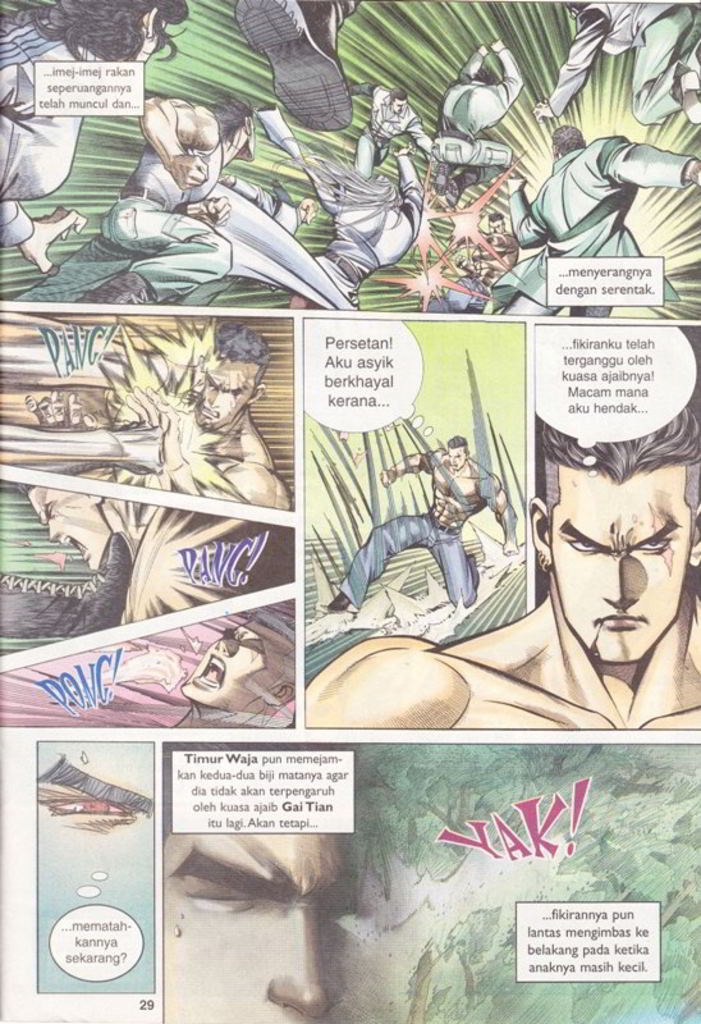 ...imej-imej rakan
seperuangannya
telah muncul dan...
...menyerangnya
dengan serentak.
PANG!
PANG!
PONG!
Persetan!
Aku asyik
berkhayal
kerana...
...fikiranku telah
terganggu oleh
kuasa ajaibnya!
Macam mana
aku hendak...
...mematah-
kannya
sekarang?
Timur Waja pun memejam-
kan kedua-dua biji matanya agar
dia tidak akan terpengaruh
oleh kuasa ajaib Gai Tian
itu lagi. Akan tetapi...
YAK!
...fikirannya pun
lantas mengimbas ke
belakang pada ketika
anaknya masih kecil.
29